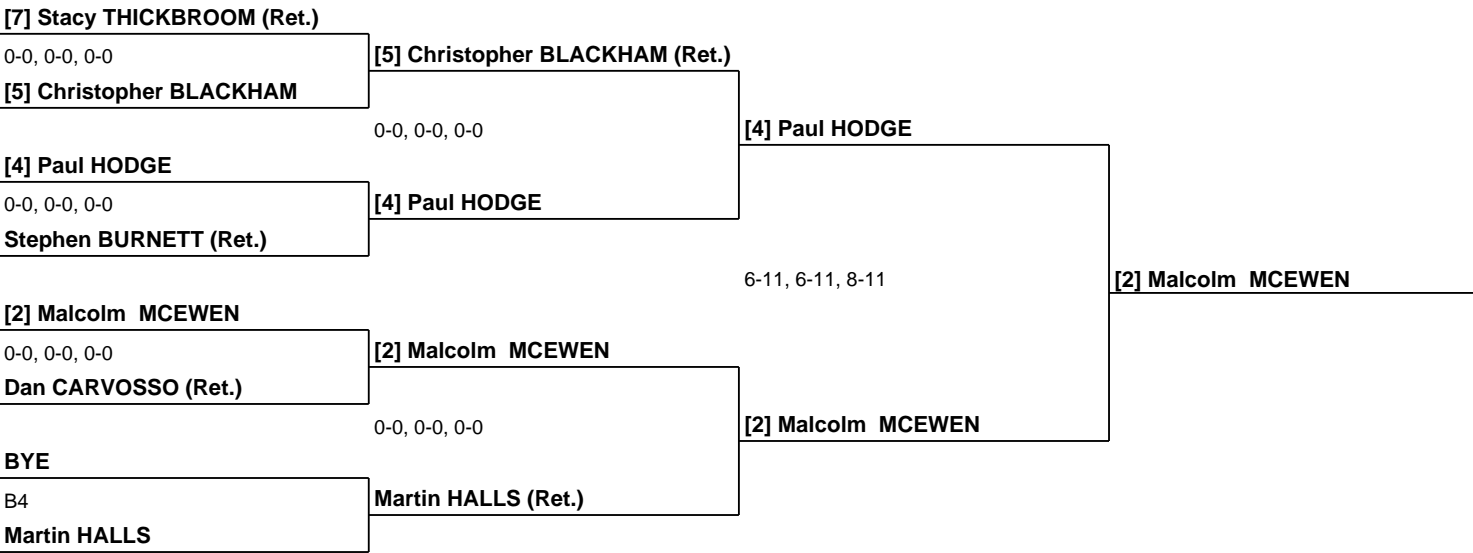 [7] Stacy THICKBROOM (Ret.)
0-0, 0-0, 0-0
[5] Christopher BLACKHAM (Ret.)
[5] Christopher BLACKHAM
0-0, 0-0, 0-0
[4] Paul HODGE
[4] Paul HODGE
0-0, 0-0, 0-0
[4] Paul HODGE
Stephen BURNETT (Ret.)
6-11, 6-11, 8-11
[2] Malcolm MCEWEN
[2] Malcolm MCEWEN
0-0, 0-0, 0-0
[2] Malcolm MCEWEN
Dan CARVOSSO (Ret.)
0-0, 0-0, 0-0
[2] Malcolm MCEWEN
BYE
B4
Martin HALLS (Ret.)
Martin HALLS